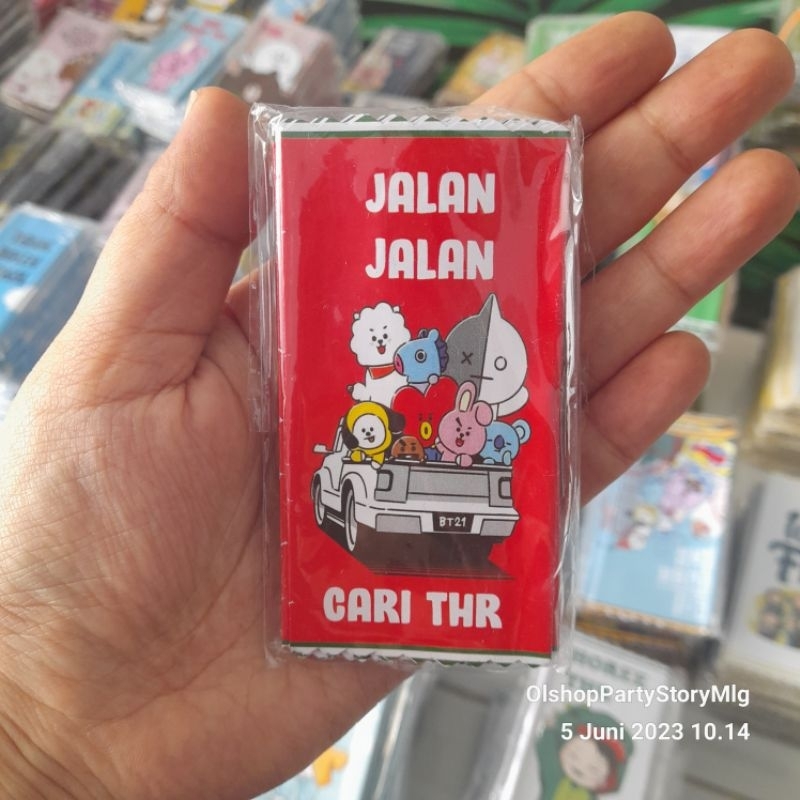 JALAN
JALAN
BT21
CARI THR
OlshopPartyStoryMlg
5 Juni 2023 10.14